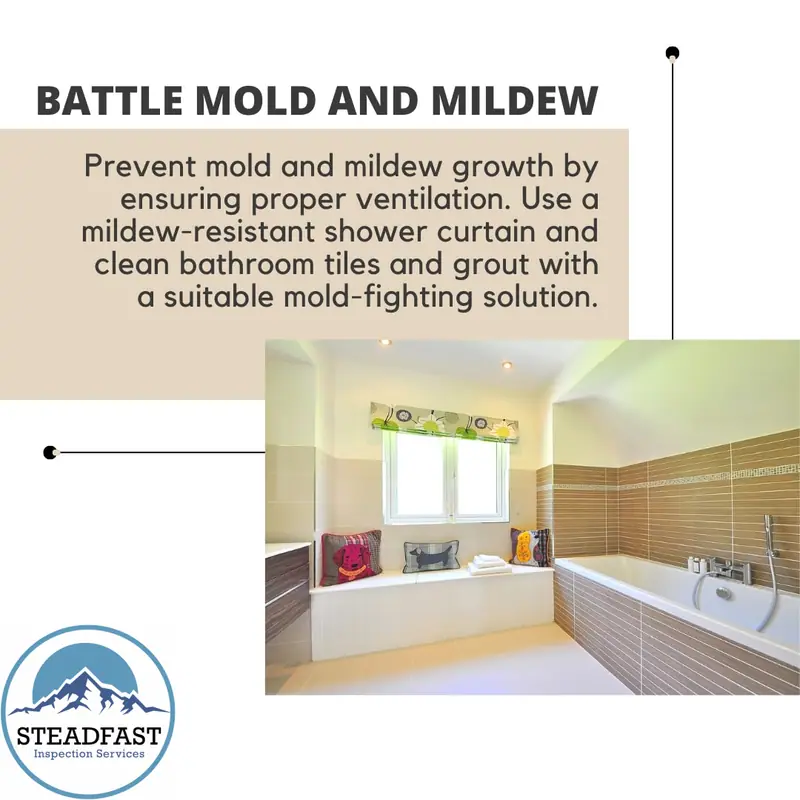 BATTLE MOLD AND MILDEW
Prevent mold and mildew growth by
ensuring proper ventilation. Use a
mildew-resistant shower curtain and
clean bathroom tiles and grout with
a suitable mold-fighting solution.
STEADFAST
Inspection Services